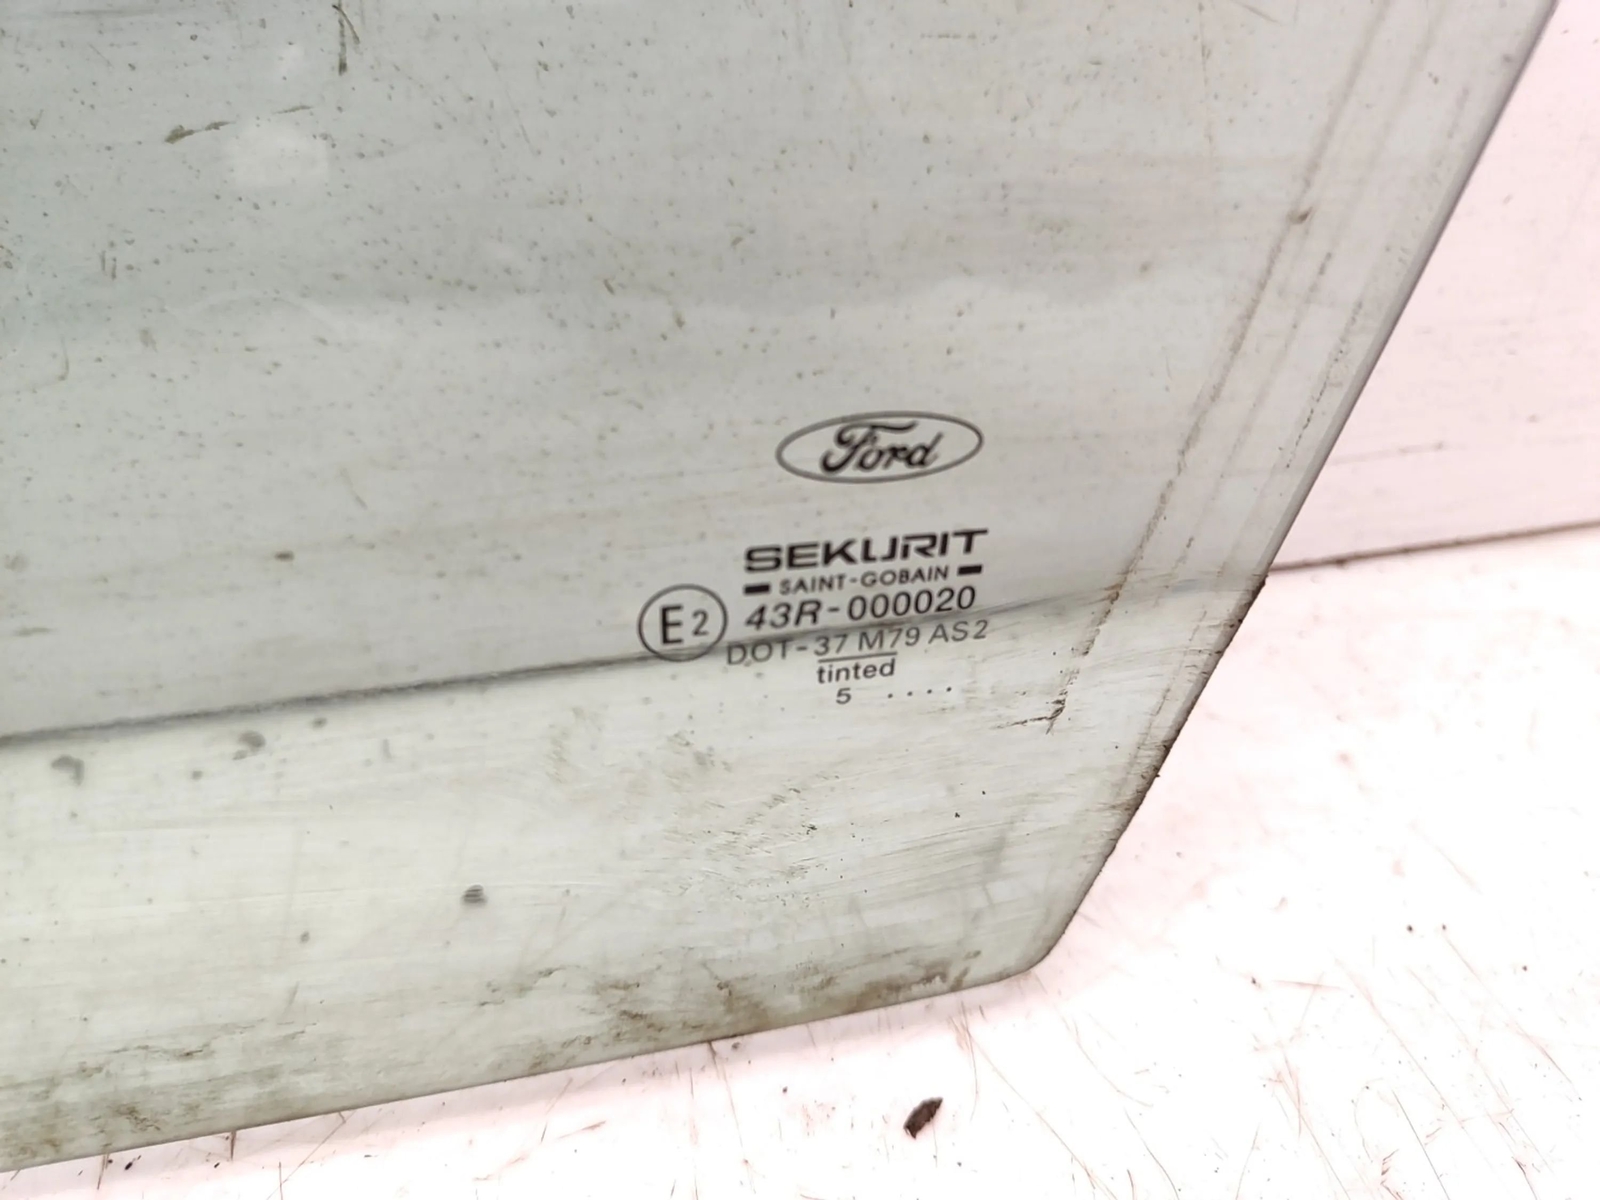 Ford
SEKURIT
SAINT-GOBAIN
E2 43R-000020
DOT-37 M79 AS2
tinted
5 ....